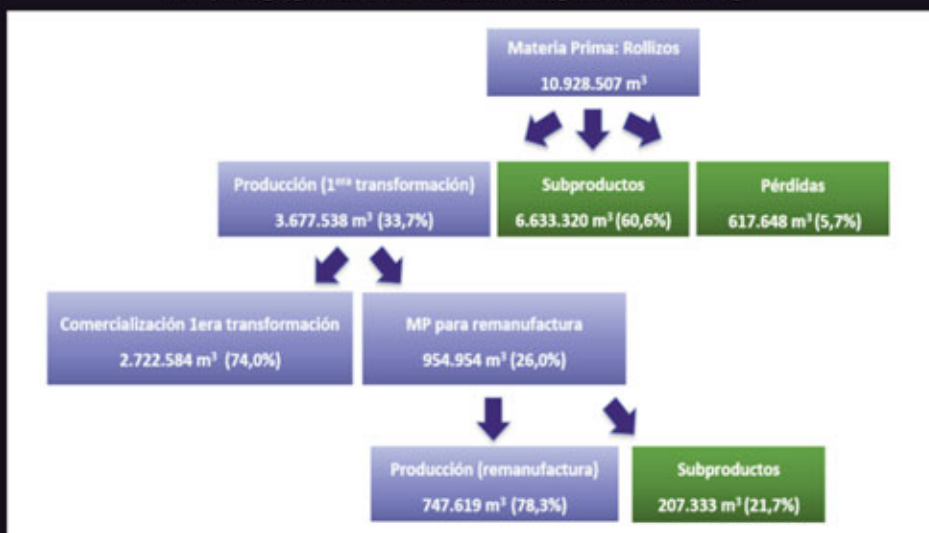 Materia Prima: Rollizos
10.928.507 m³
Producción (1era transformación)
3.677.538 m³ (33,7%)
Subproductos
6.633.320 m³ (60,6%)
Pérdidas
617.648 m³ (5,7%)
Comercialización 1era transformación
2.722.584 m³ (74,0%)
MP para remanufactura
954.954 m³ (26,0%)
Producción (remanufactura)
747.619 m³ (78,3%)
Subproductos
207.333 m³ (21,7%)